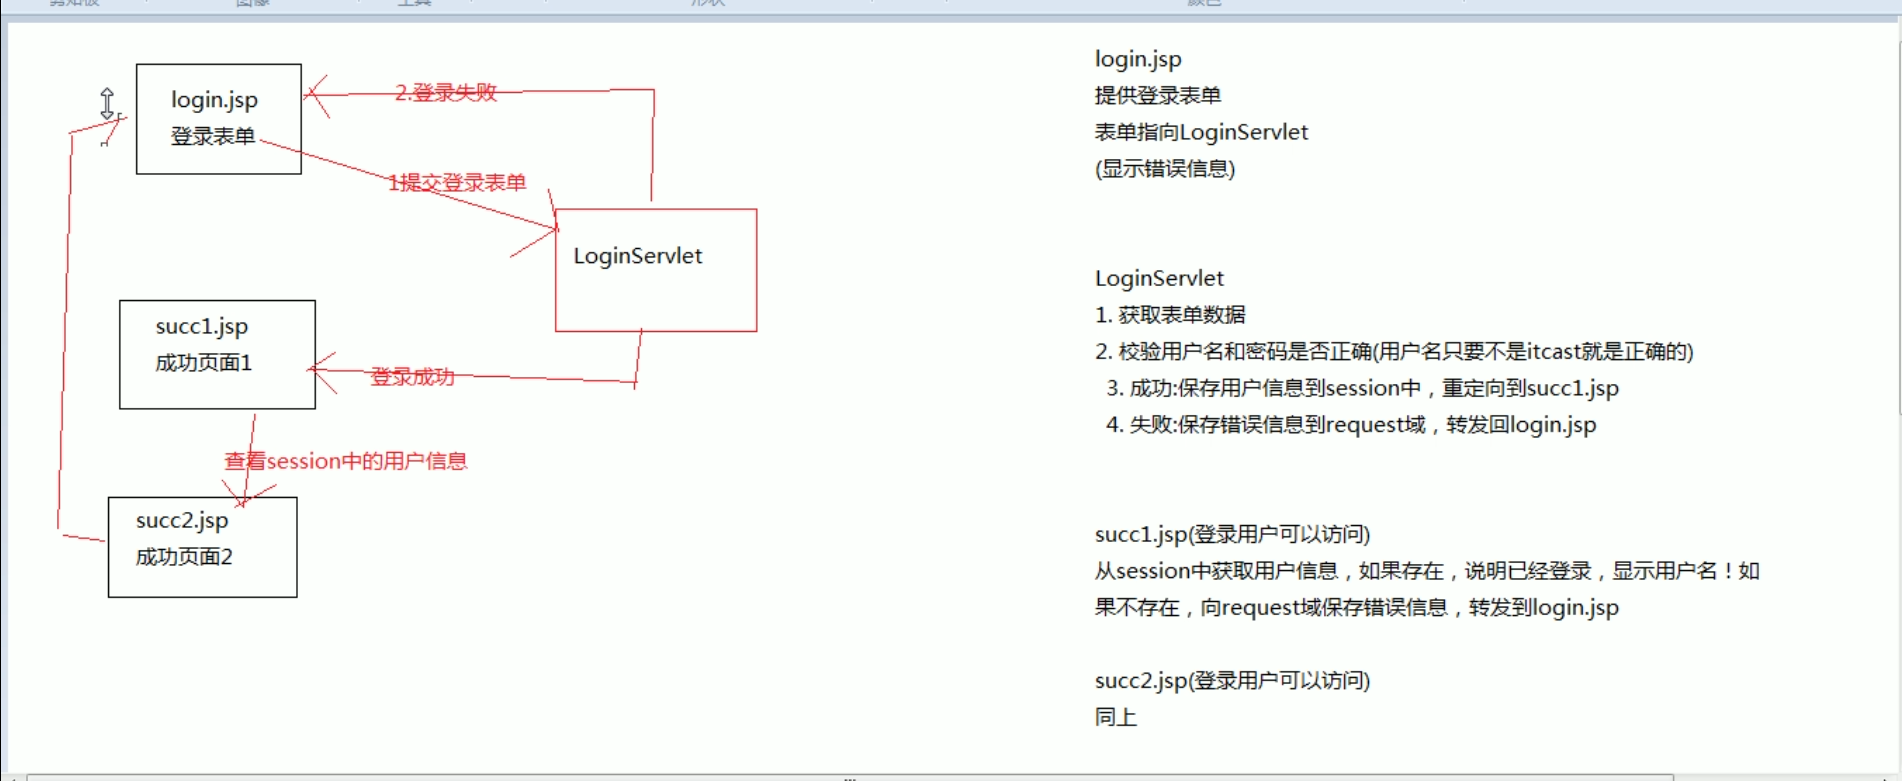 login.jsp
登录表单
2.登录失败
1提交登录表单
LoginServlet
succ1.jsp
成功页面1
登录成功
查看session中的用户信息
succ2.jsp
成功页面2
login.jsp
提供登录表单
表单指向LoginServlet
(显示错误信息)
LoginServlet
1. 获取表单数据
2. 校验用户名和密码是否正确(用户名只要不是itcast就是正确的)
3. 成功:保存用户信息到session中，重定向到succ1.jsp
4. 失败:保存错误信息到request域，转发回login.jsp
succ1.jsp(登录用户可以访问)
从session中获取用户信息，如果存在，说明已经登录，显示用户名！如
果不存在，向request域保存错误信息，转发到login.jsp
succ2.jsp(登录用户可以访问)
同上